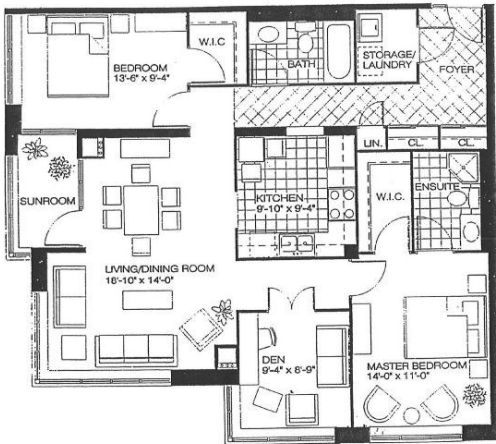 BEDROOM
13'-6" x 9'-4"
W.I.C
BATH
STORAGE/
LAUNDRY
FOYER
LIN.
CL.
CL.
SUNROOM
KITCHEN
9'-10" x 9'-4"
W.I.C.
ENSUITE
LIVING/DINING ROOM
18'-10" x 14'-0"
DEN
9'-4" x 8'-9"
MASTER BEDROOM
14'-0" x 11'-0"